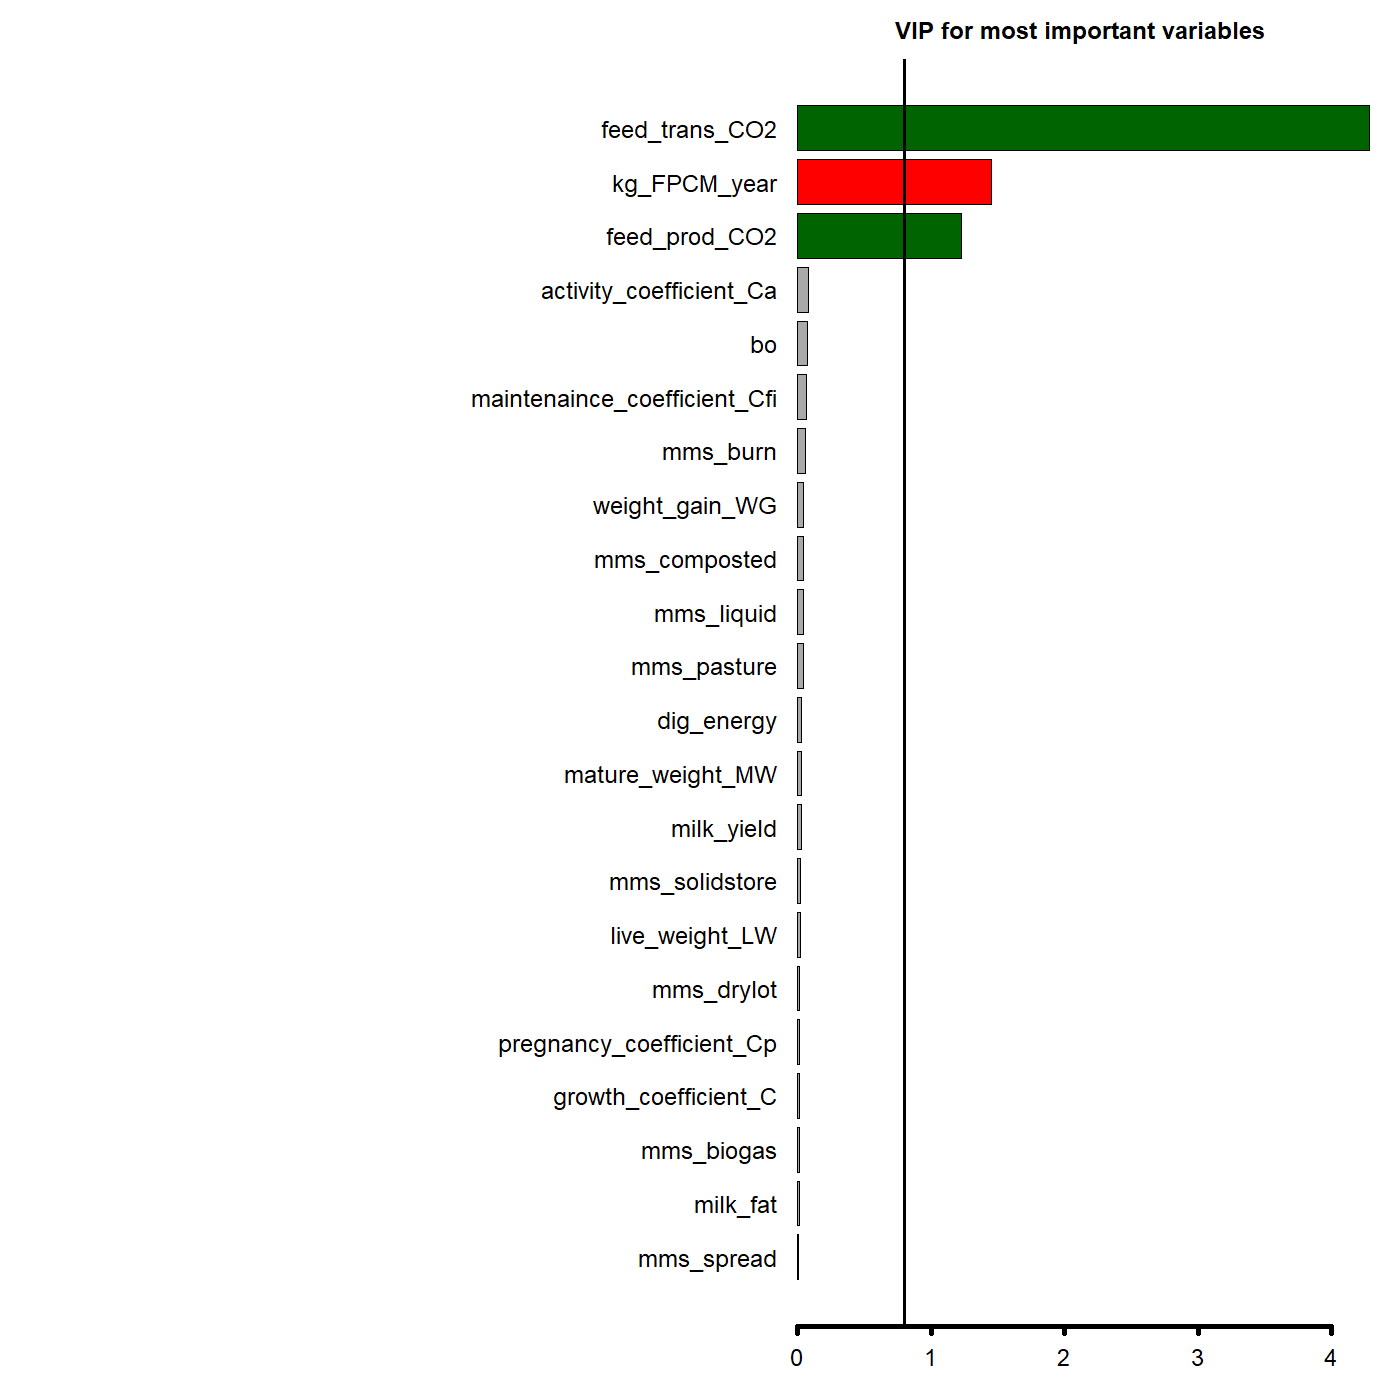 VIP for most important variables
feed_trans_CO2
kg_FPCM_year
feed_prod_CO2
activity_coefficient_Ca
bo
maintenaince_coefficient_Cfi
mms_burn
weight_gain_WG
mms_composted
mms_liquid
mms_pasture
dig_energy
mature_weight_MW
milk_yield
mms_solidstore
live_weight_LW
mms_drylot
pregnancy_coefficient_Cp
growth_coefficient_C
mms_biogas
milk_fat
mms_spread
0 1 2 3 4